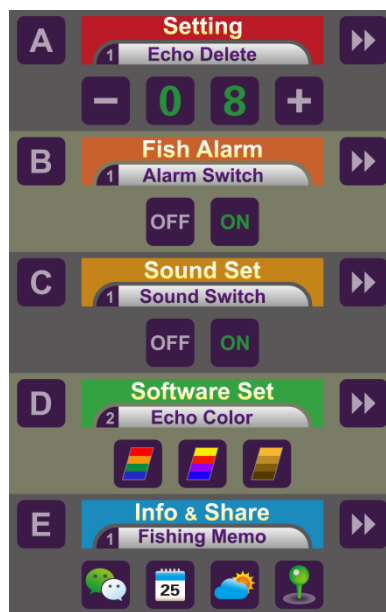 A
Setting
1 Echo Delete
− 0 8 +
B
Fish Alarm
1 Alarm Switch
OFF ON
C
Sound Set
1 Sound Switch
OFF ON
D
Software Set
2 Echo Color
E
Info & Share
1 Fishing Memo
25